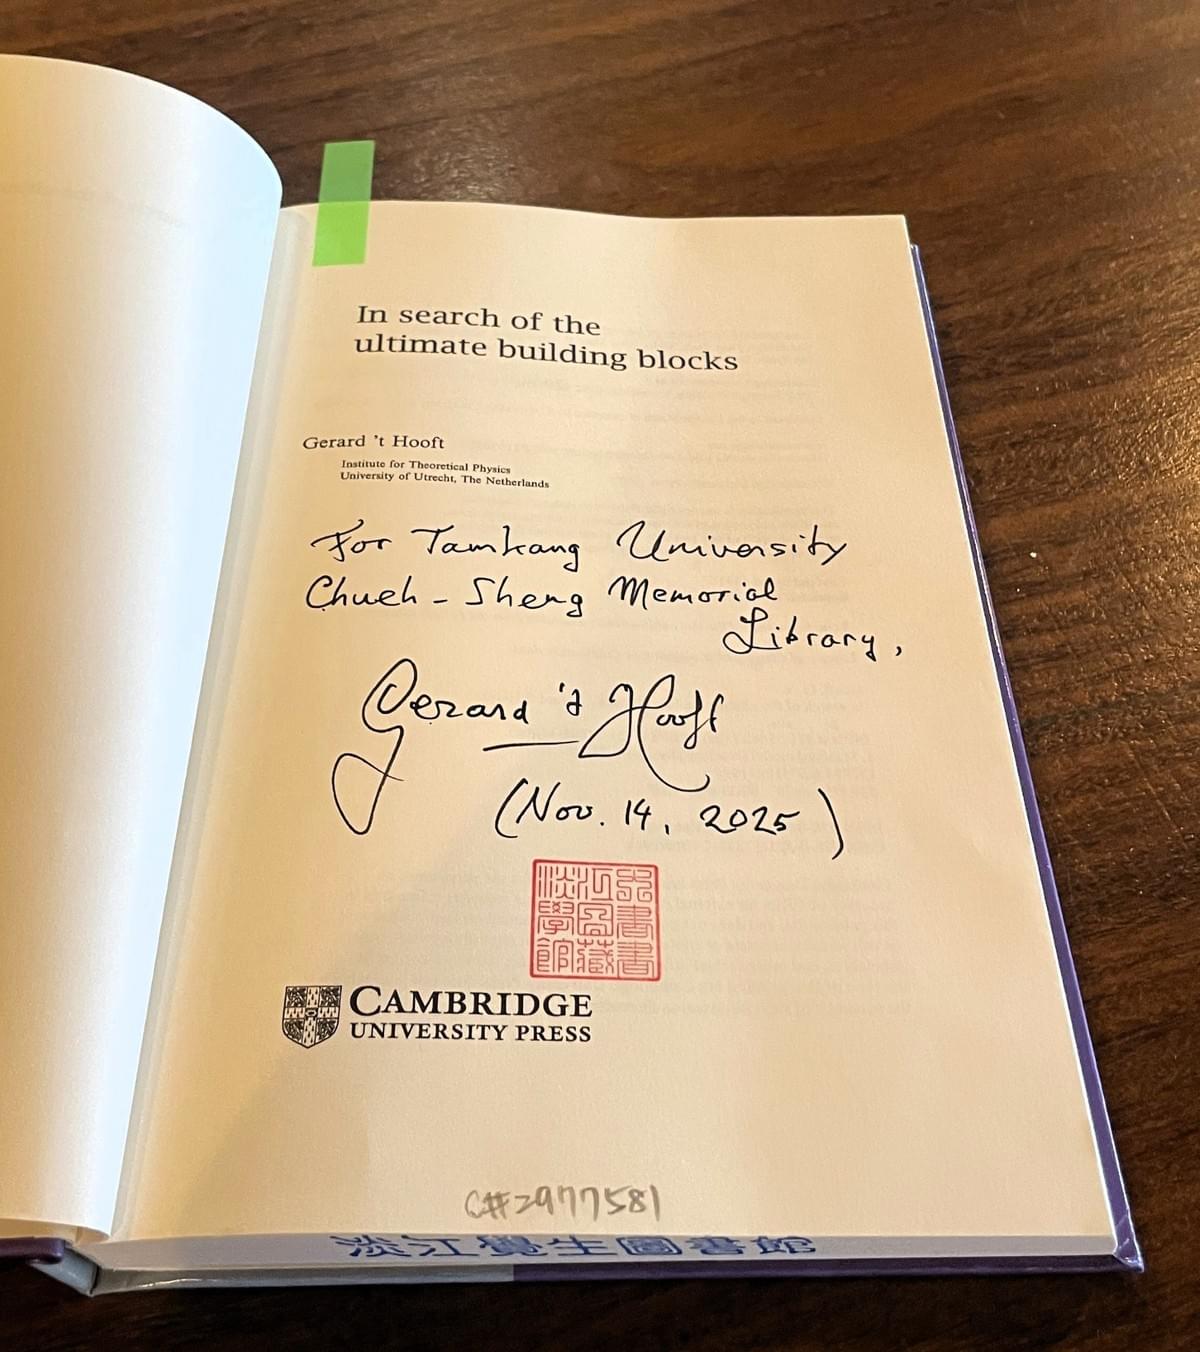 In search of the
ultimate building blocks
Gerard 't Hooft
Institute for Theoretical Physics
University of Utrecht, The Netherlands
For Tamkang University
Chueh - Sheng Memorial
Library,
Gerard 't Hooft
(Nov. 14, 2025)
淡江大
學圖書
館藏書
CAMBRIDGE
UNIVERSITY PRESS
C#2977581
淡江覺生圖書館